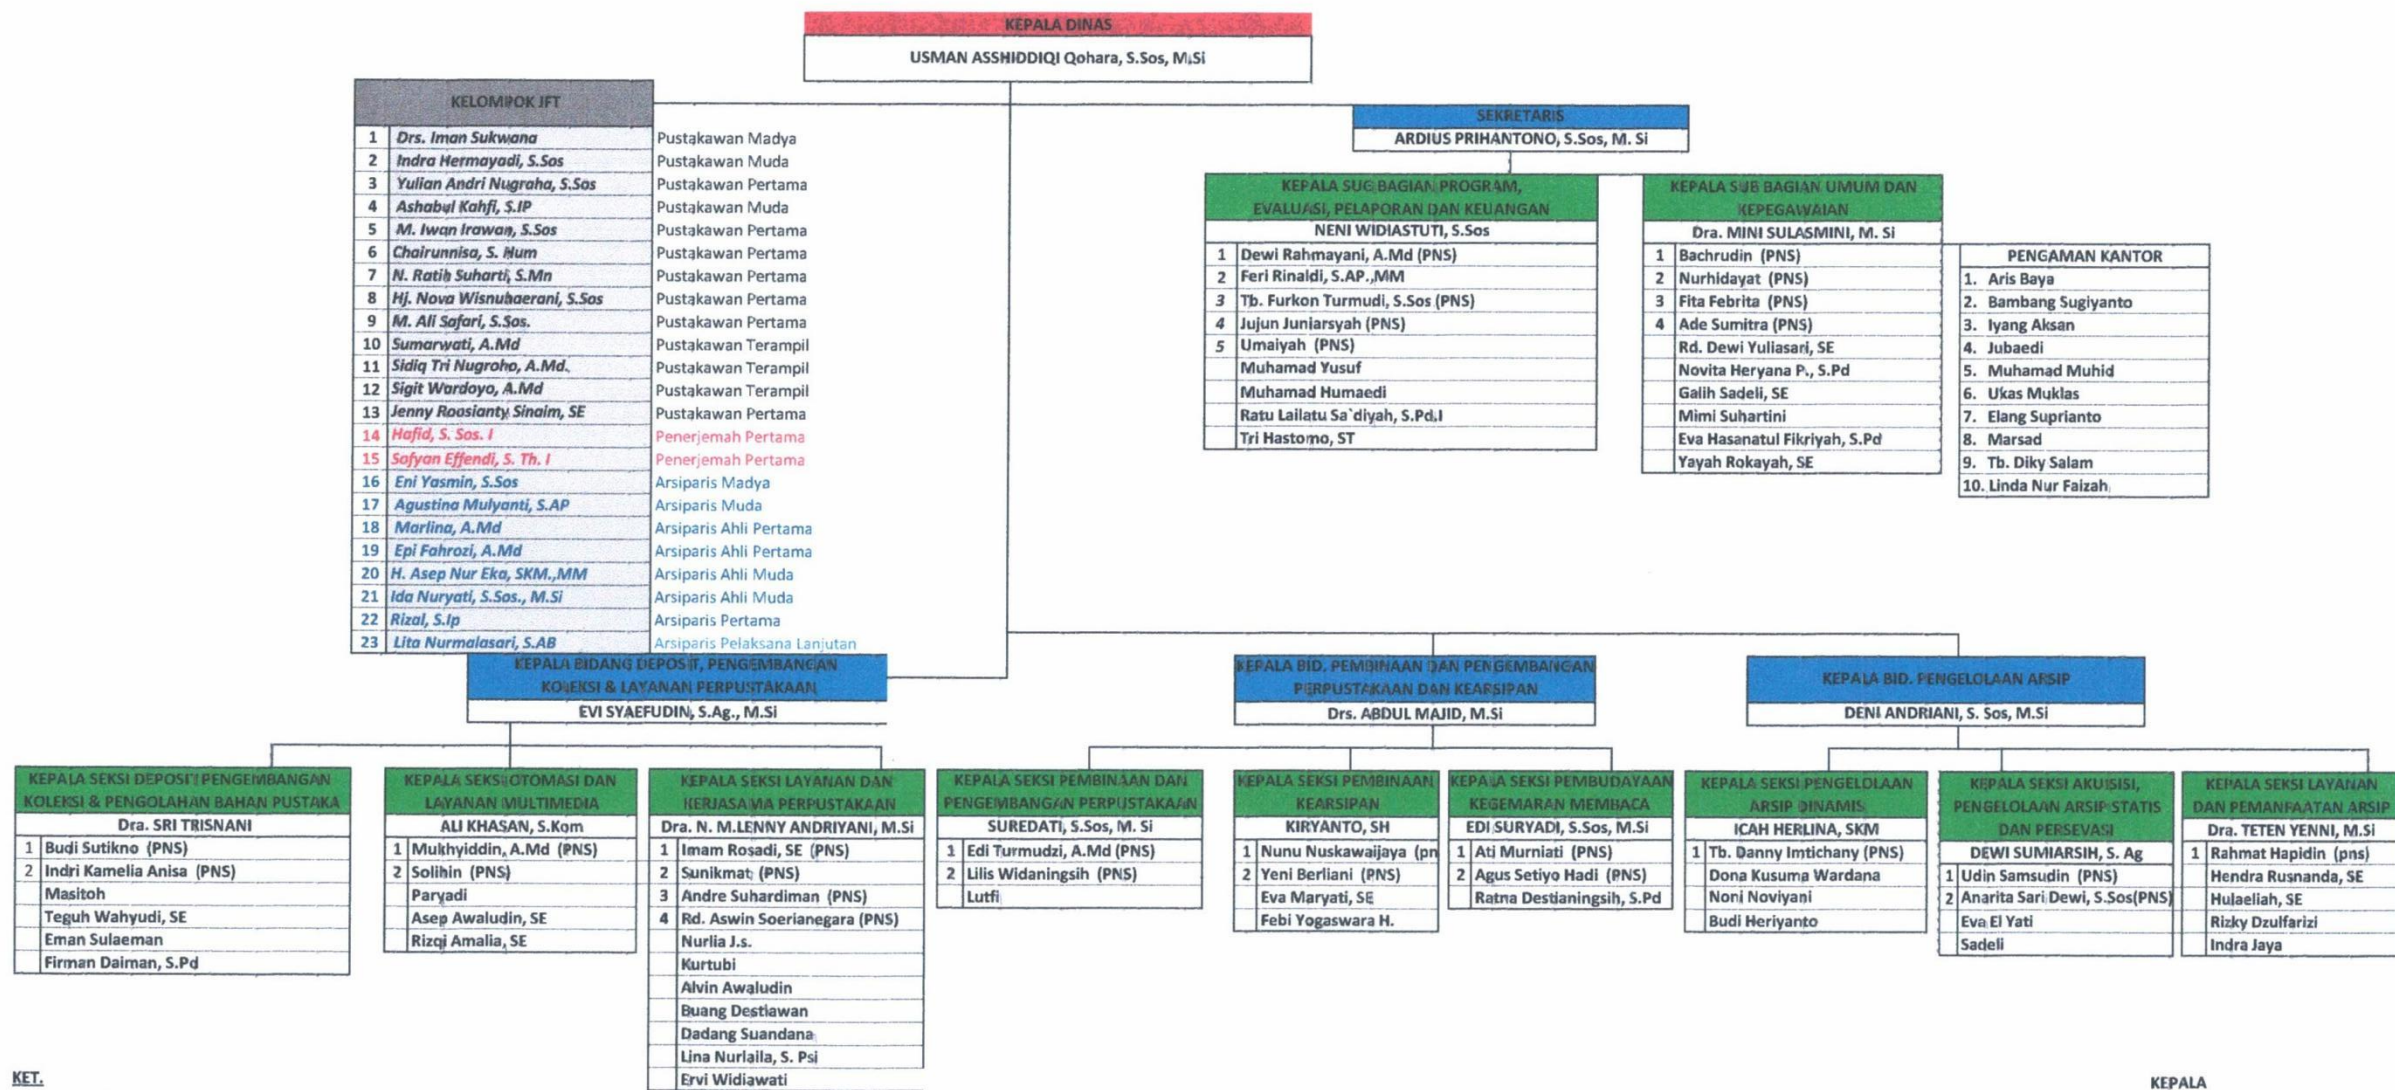 KEPALA DINAS
USMAN ASSHIDDIQI Qohara, S.Sos, M.Si
KELOMPOK JFT
1 Drs. Iman Sukwana Pustakawan Madya
2 Indra Hermayadi, S.Sos Pustakawan Muda
3 Yulian Andri Nugraha, S.Sos Pustakawan Pertama
4 Ashabul Kahfi, S.IP Pustakawan Muda
5 M. Iwan Irawan, S.Sos Pustakawan Pertama
6 Chairunnisa, S. Hum Pustakawan Pertama
7 N. Ratih Suharti, S.Mn Pustakawan Pertama
8 Hj. Nova Wisnuhaerani, S.Sos Pustakawan Pertama
9 M. Ali Safari, S.Sos. Pustakawan Pertama
10 Sumarwati, A.Md Pustakawan Terampil
11 Sidiq Tri Nugroho, A.Md. Pustakawan Terampil
12 Sigit Wardoyo, A.Md Pustakawan Terampil
13 Jenny Roosianty Sinaim, SE Pustakawan Pertama
14 Hafid, S. Sos. I Penerjemah Pertama
15 Sofyan Effendi, S. Th. I Penerjemah Pertama
16 Eni Yasmin, S.Sos Arsiparis Madya
17 Agustina Mulyanti, S.AP Arsiparis Muda
18 Marlina, A.Md Arsiparis Ahli Pertama
19 Epi Fahrozi, A.Md Arsiparis Ahli Pertama
20 H. Asep Nur Eka, SKM.,MM Arsiparis Ahli Muda
21 Ida Nuryati, S.Sos., M.Si Arsiparis Ahli Muda
22 Rizal, S.Ip Arsiparis Pertama
23 Lita Nurmalasari, S.AB Arsiparis Pelaksana Lanjutan
SEKRETARIS
ARDIUS PRIHANTONO, S.Sos, M. Si
KEPALA SUG BAGIAN PROGRAM,
EVALUASI, PELAPORAN DAN KEUANGAN
NENI WIDIASTUTI, S.Sos
1 Dewi Rahmayani, A.Md (PNS)
2 Feri Rinaldi, S.AP.,MM
3 Tb. Furkon Turmudi, S.Sos (PNS)
4 Jujun Juniarsyah (PNS)
5 Umaiyah (PNS)
Muhamad Yusuf
Muhamad Humaedi
Ratu Lailatu Sa`diyah, S.Pd.I
Tri Hastomo, ST
KEPALA SUB BAGIAN UMUM DAN
KEPEGAWAIAN
Dra. MINI SULASMINI, M. Si
1 Bachrudin (PNS)
2 Nurhidayat (PNS)
3 Fita Febrita (PNS)
4 Ade Sumitra (PNS)
Rd. Dewi Yuliasari, SE
Novita Heryana P., S.Pd
Galih Sadeli, SE
Mimi Suhartini
Eva Hasanatul Fikriyah, S.Pd
Yayah Rokayah, SE
PENGAMAN KANTOR
1. Aris Baya
2. Bambang Sugiyanto
3. Iyang Aksan
4. Jubaedi
5. Muhamad Muhid
6. Ukas Muklas
7. Elang Suprianto
8. Marsad
9. Tb. Diky Salam
10. Linda Nur Faizah
KEPALA BIDANG DEPOSIT, PENGEMBANGAN
KOLEKSI & LAYANAN PERPUSTAKAAN
EVI SYAEFUDIN, S.Ag., M.Si
KEPALA BID. PEMBINAAN DAN PENGEMBANGAN
PERPUSTAKAAN DAN KEARSIPAN
Drs. ABDUL MAJID, M.Si
KEPALA BID. PENGELOLAAN ARSIP
DENI ANDRIANI, S. Sos, M.Si
KEPALA SEKSI DEPOSIT PENGEMBANGAN
KOLEKSI & PENGOLAHAN BAHAN PUSTAKA
Dra. SRI TRISNANI
1 Budi Sutikno (PNS)
2 Indri Kamelia Anisa (PNS)
Masitoh
Teguh Wahyudi, SE
Eman Sulaeman
Firman Daiman, S.Pd
KEPALA SEKSI OTOMASI DAN
LAYANAN MULTIMEDIA
ALI KHASAN, S.Kom
1 Mukhyiddin, A.Md (PNS)
2 Solihin (PNS)
Paryadi
Asep Awaludin, SE
Rizqi Amalia, SE
KEPALA SEKSI LAYANAN DAN
KERJASAMA PERPUSTAKAAN
Dra. N. M.LENNY ANDRIYANI, M.Si
1 Imam Rosadi, SE (PNS)
2 Sunikmat (PNS)
3 Andre Suhardiman (PNS)
4 Rd. Aswin Soerianegara (PNS)
Nurlia J.s.
Kurtubi
Alvin Awaludin
Buang Destiawan
Dadang Suandana
Lina Nurlaila, S. Psi
Ervi Widiawati
KEPALA SEKSI PEMBINAAN DAN
PENGEMBANGAN PERPUSTAKAAN
SUREDATI, S.Sos, M. Si
1 Edi Turmudzi, A.Md (PNS)
2 Lilis Widaningsih (PNS)
Lutfi
KEPALA SEKSI PEMBINAAN
KEARSIPAN
KIRYANTO, SH
1 Nunu Nuskawaijaya (pn
2 Yeni Berliani (PNS)
Eva Maryati, SE
Febi Yogaswara H.
KEPALA SEKSI PEMBUDAYAAN
KEGEMARAN MEMBACA
EDI SURYADI, S.Sos, M.Si
1 Ati Murniati (PNS)
2 Agus Setiyo Hadi (PNS)
Ratna Destianingsih, S.Pd
KEPALA SEKSI PENGELOLAAN
ARSIP DINAMIS
ICAH HERLINA, SKM
1 Tb. Danny Imtichany (PNS)
Dona Kusuma Wardana
Noni Noviyani
Budi Heriyanto
KEPALA SEKSI AKUISISI,
PENGELOLAAN ARSIP STATIS
DAN PERSEVASI
DEWI SUMIARSIH, S. Ag
1 Udin Samsudin (PNS)
2 Anarita Sari Dewi, S.Sos(PNS)
Eva El Yati
Sadeli
KEPALA SEKSI LAYANAN
DAN PEMANFAATAN ARSIP
Dra. TETEN YENNI, M.Si
1 Rahmat Hapidin (pns)
Hendra Rusnanda, SE
Hulaeliah, SE
Rizky Dzulfarizi
Indra Jaya
KET.
KEPALA